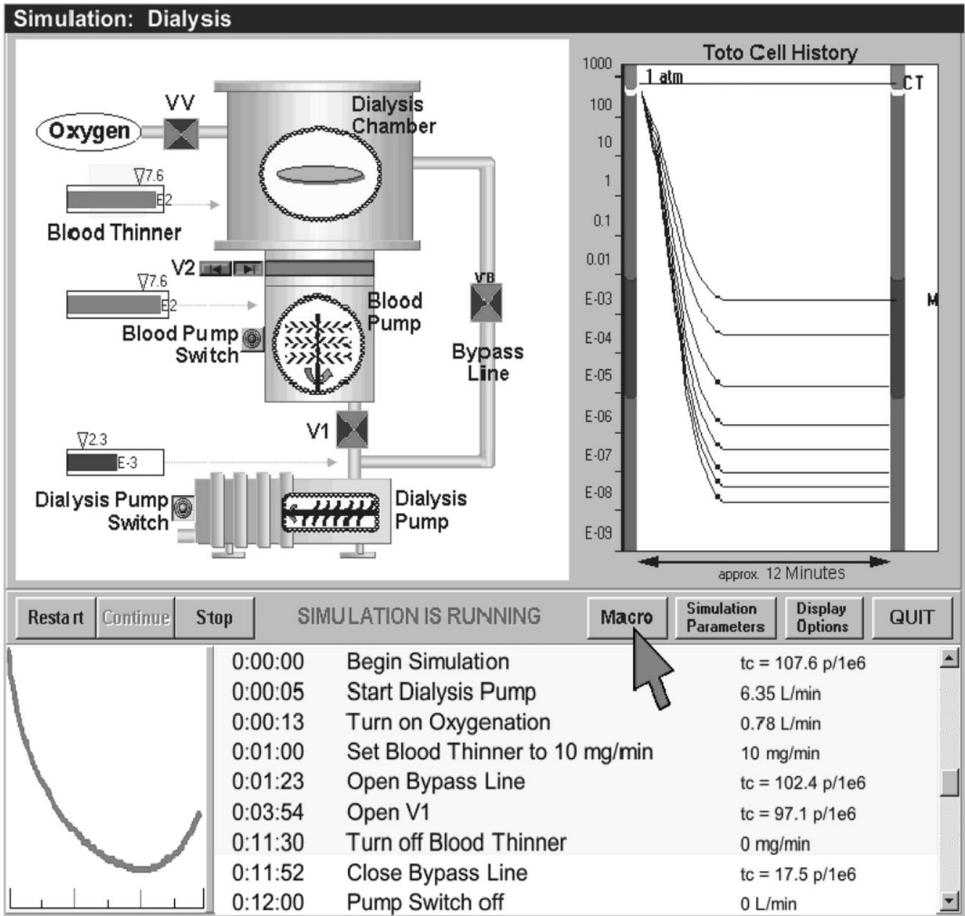 Simulation: Dialysis
VV
Oxygen
Dialysis
Chamber
7.6
E2
Blood Thinner
V2
7.6
E2
Blood
Pump
Blood Pump
Switch
VB
Bypass
Line
V1
2.3
E-3
Dialysis Pump
Switch
Dialysis
Pump
Toto Cell History
1000
100
10
1
0.1
0.01
E-03
E-04
E-05
E-06
E-07
E-08
E-09
1 atm
CT
M
approx. 12 Minutes
Restart
Continue
Stop
SIMULATION IS RUNNING
Macro
Simulation
Parameters
Display
Options
QUIT
0:00:00 Begin Simulation tc = 107.6 p/1e6
0:00:05 Start Dialysis Pump 6.35 L/min
0:00:13 Turn on Oxygenation 0.78 L/min
0:01:00 Set Blood Thinner to 10 mg/min 10 mg/min
0:01:23 Open Bypass Line tc = 102.4 p/1e6
0:03:54 Open V1 tc = 97.1 p/1e6
0:11:30 Turn off Blood Thinner 0 mg/min
0:11:52 Close Bypass Line tc = 17.5 p/1e6
0:12:00 Pump Switch off 0 L/min